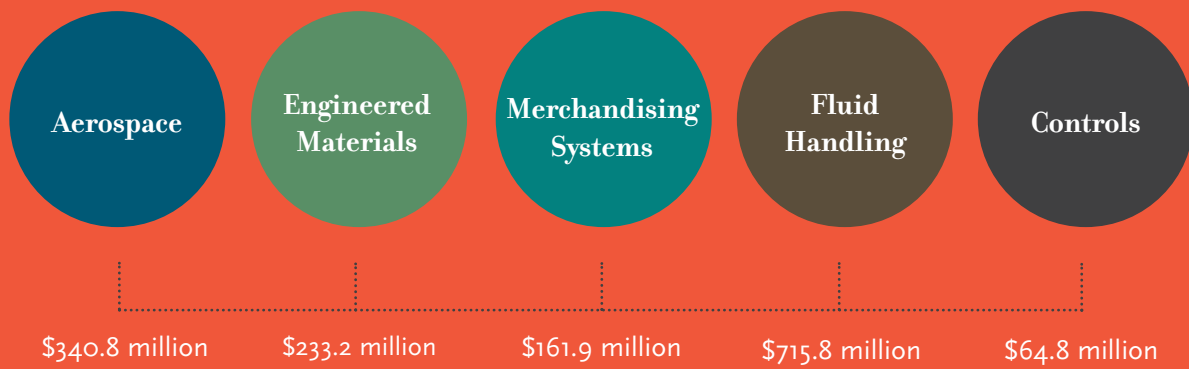 Aerospace
Engineered
Materials
Merchandising
Systems
Fluid
Handling
Controls
$340.8 million
$233.2 million
$161.9 million
$715.8 million
$64.8 million